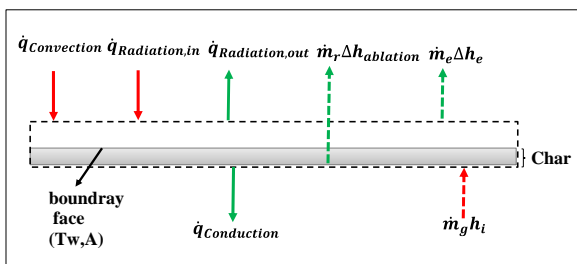 q̇Convection q̇Radiation,in q̇Radiation,out ṁrΔhablation ṁeΔhe
Char
boundray
face
(Tw,A)
q̇Conduction
ṁghi